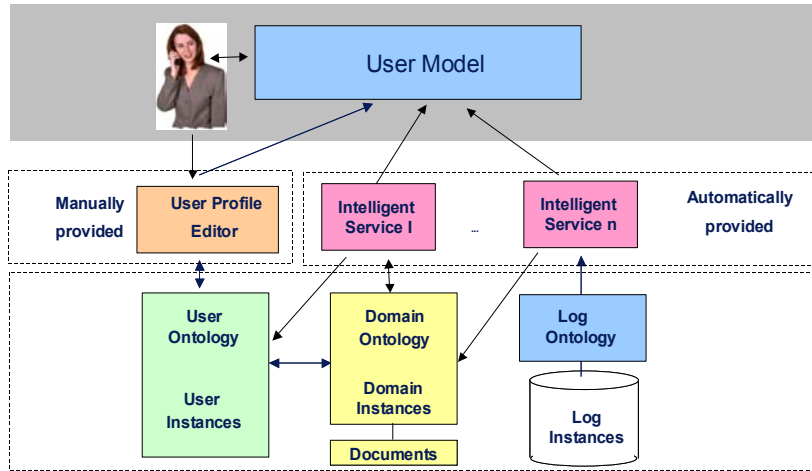 User Model
Manually
provided
User Profile
Editor
Intelligent
Service I
...
Intelligent
Service n
Automatically
provided
User
Ontology
User
Instances
Domain
Ontology
Domain
Instances
Documents
Log
Ontology
Log
Instances